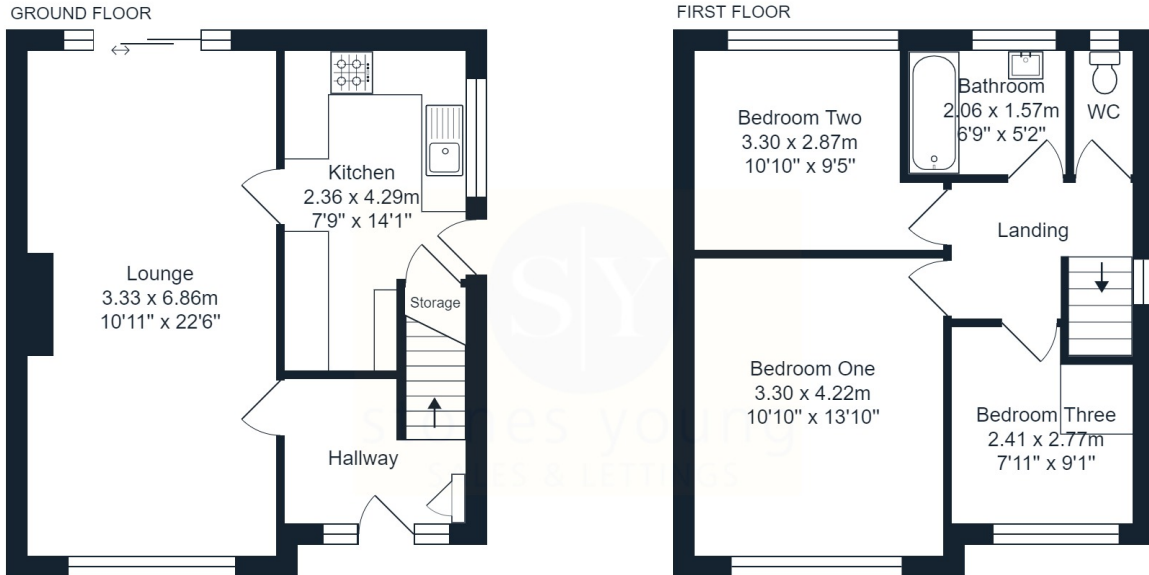 GROUND FLOOR
Lounge
3.33 x 6.86m
10'11" x 22'6"
Kitchen
2.36 x 4.29m
7'9" x 14'1"
Storage
Hallway
FIRST FLOOR
Bedroom Two
3.30 x 2.87m
10'10" x 9'5"
Bathroom
2.06 x 1.57m
6'9" x 5'2"
WC
Landing
Bedroom One
3.30 x 4.22m
10'10" x 13'10"
Bedroom Three
2.41 x 2.77m
7'11" x 9'1"
S|Y
stones young
SALES & LETTINGS